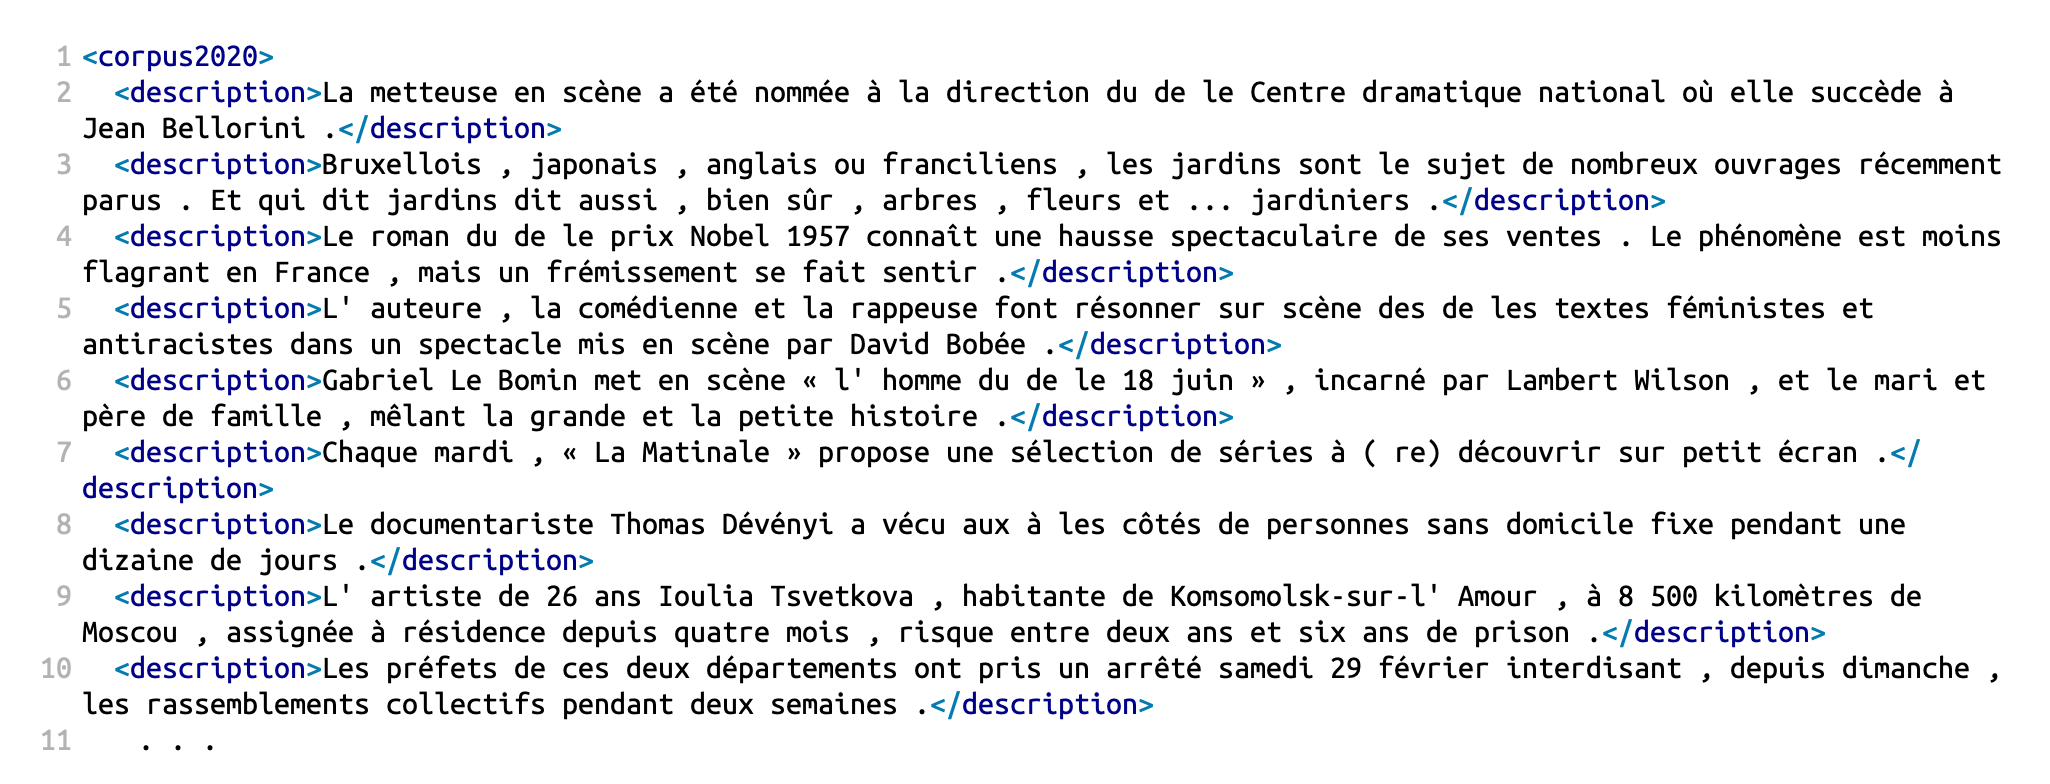 1 <corpus2020>
2   <description>La metteuse en scène a été nommée à la direction du de le Centre dramatique national où elle succède à
Jean Bellorini .</description>
3   <description>Bruxellois , japonais , anglais ou franciliens , les jardins sont le sujet de nombreux ouvrages récemment
parus . Et qui dit jardins dit aussi , bien sûr , arbres , fleurs et ... jardiniers .</description>
4   <description>Le roman du de le prix Nobel 1957 connaît une hausse spectaculaire de ses ventes . Le phénomène est moins
flagrant en France , mais un frémissement se fait sentir .</description>
5   <description>L' auteure , la comédienne et la rappeuse font résonner sur scène des de les textes féministes et
antiracistes dans un spectacle mis en scène par David Bobée .</description>
6   <description>Gabriel Le Bomin met en scène « l' homme du de le 18 juin » , incarné par Lambert Wilson , et le mari et
père de famille , mêlant la grande et la petite histoire .</description>
7   <description>Chaque mardi , « La Matinale » propose une sélection de séries à ( re) découvrir sur petit écran .</
description>
8   <description>Le documentariste Thomas Dévényi a vécu aux à les côtés de personnes sans domicile fixe pendant une
dizaine de jours .</description>
9   <description>L' artiste de 26 ans Ioulia Tsvetkova , habitante de Komsomolsk-sur-l' Amour , à 8 500 kilomètres de
Moscou , assignée à résidence depuis quatre mois , risque entre deux ans et six ans de prison .</description>
10   <description>Les préfets de ces deux départements ont pris un arrêté samedi 29 février interdisant , depuis dimanche ,
les rassemblements collectifs pendant deux semaines .</description>
11    . . .